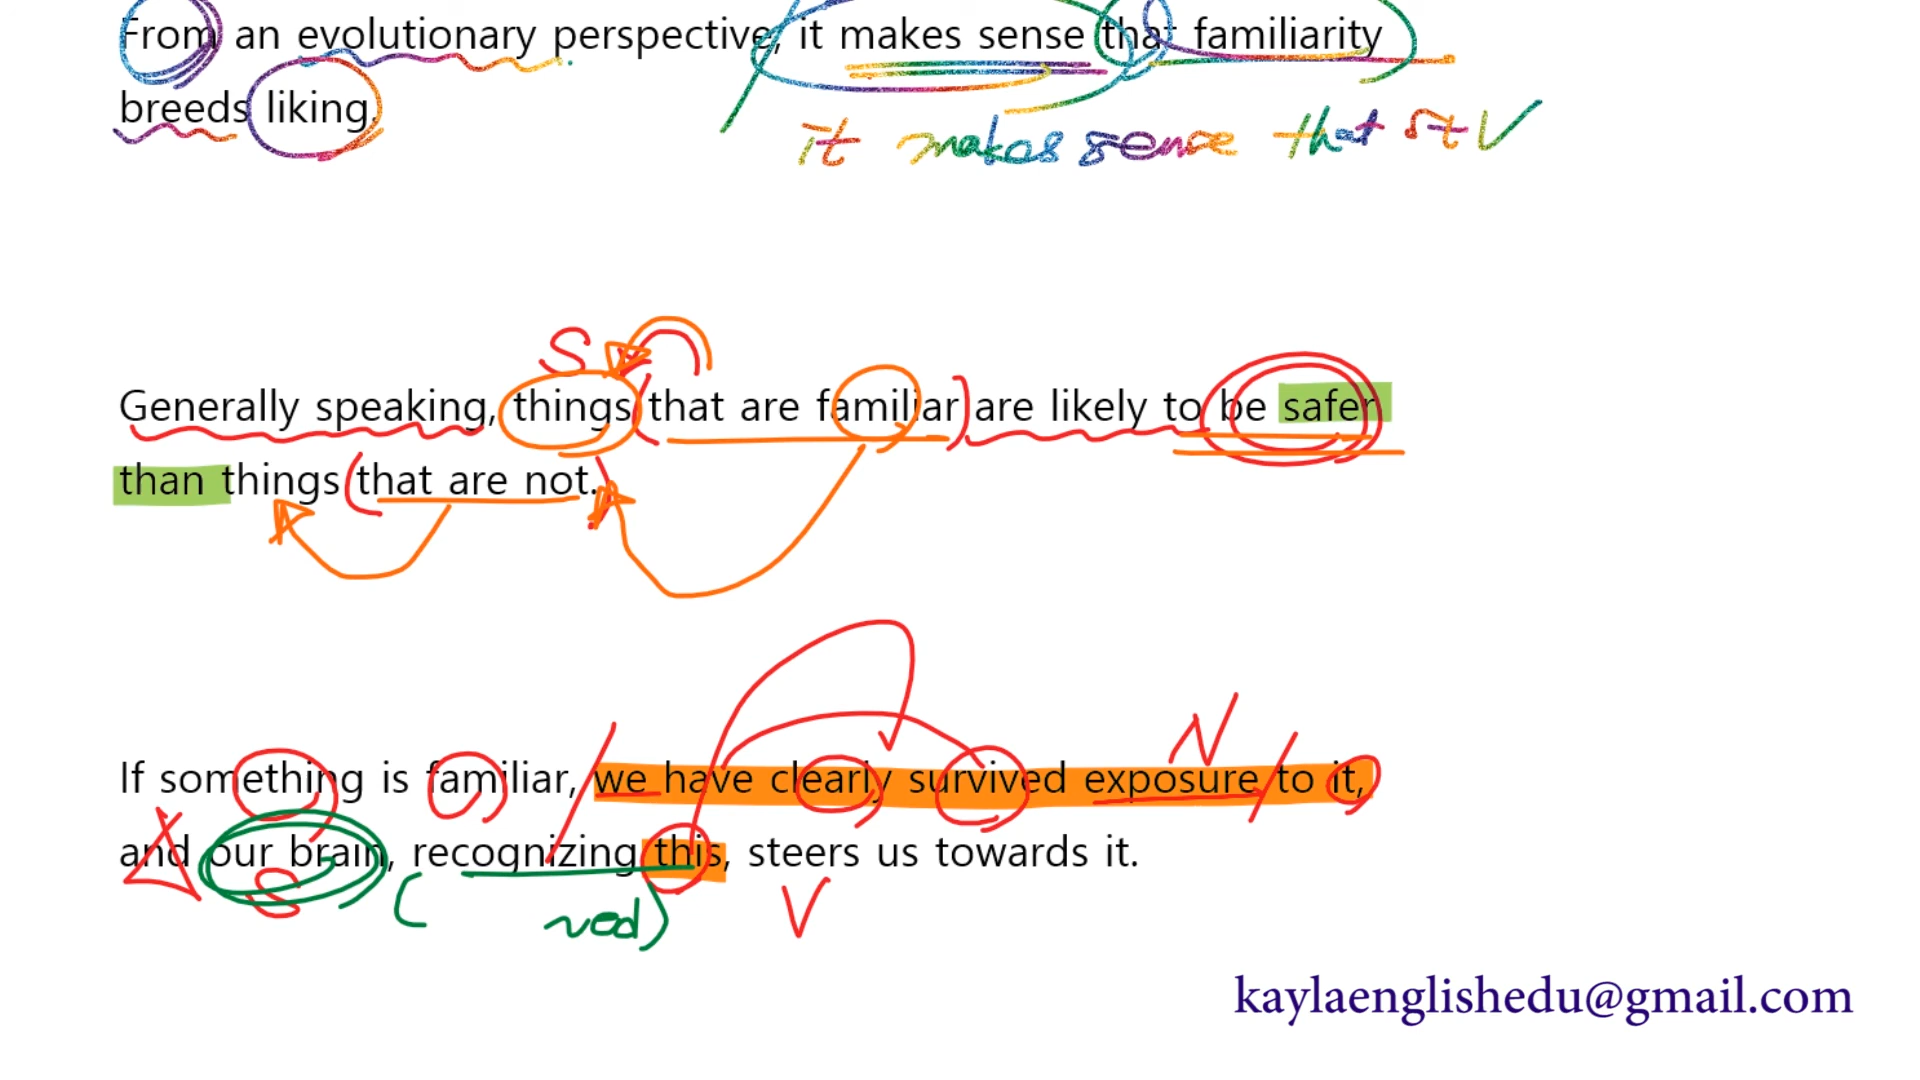 From an evolutionary perspective, it makes sense that familiarity
breeds liking.
it makes sense that S+V
S
Generally speaking, things that are familiar are likely to be safer
than things (that are not.)
N
If something is familiar, we have clearly survived exposure to it,
and our brain, recognizing this, steers us towards it.
S
( ved)
V
kaylaenglishedu@gmail.com